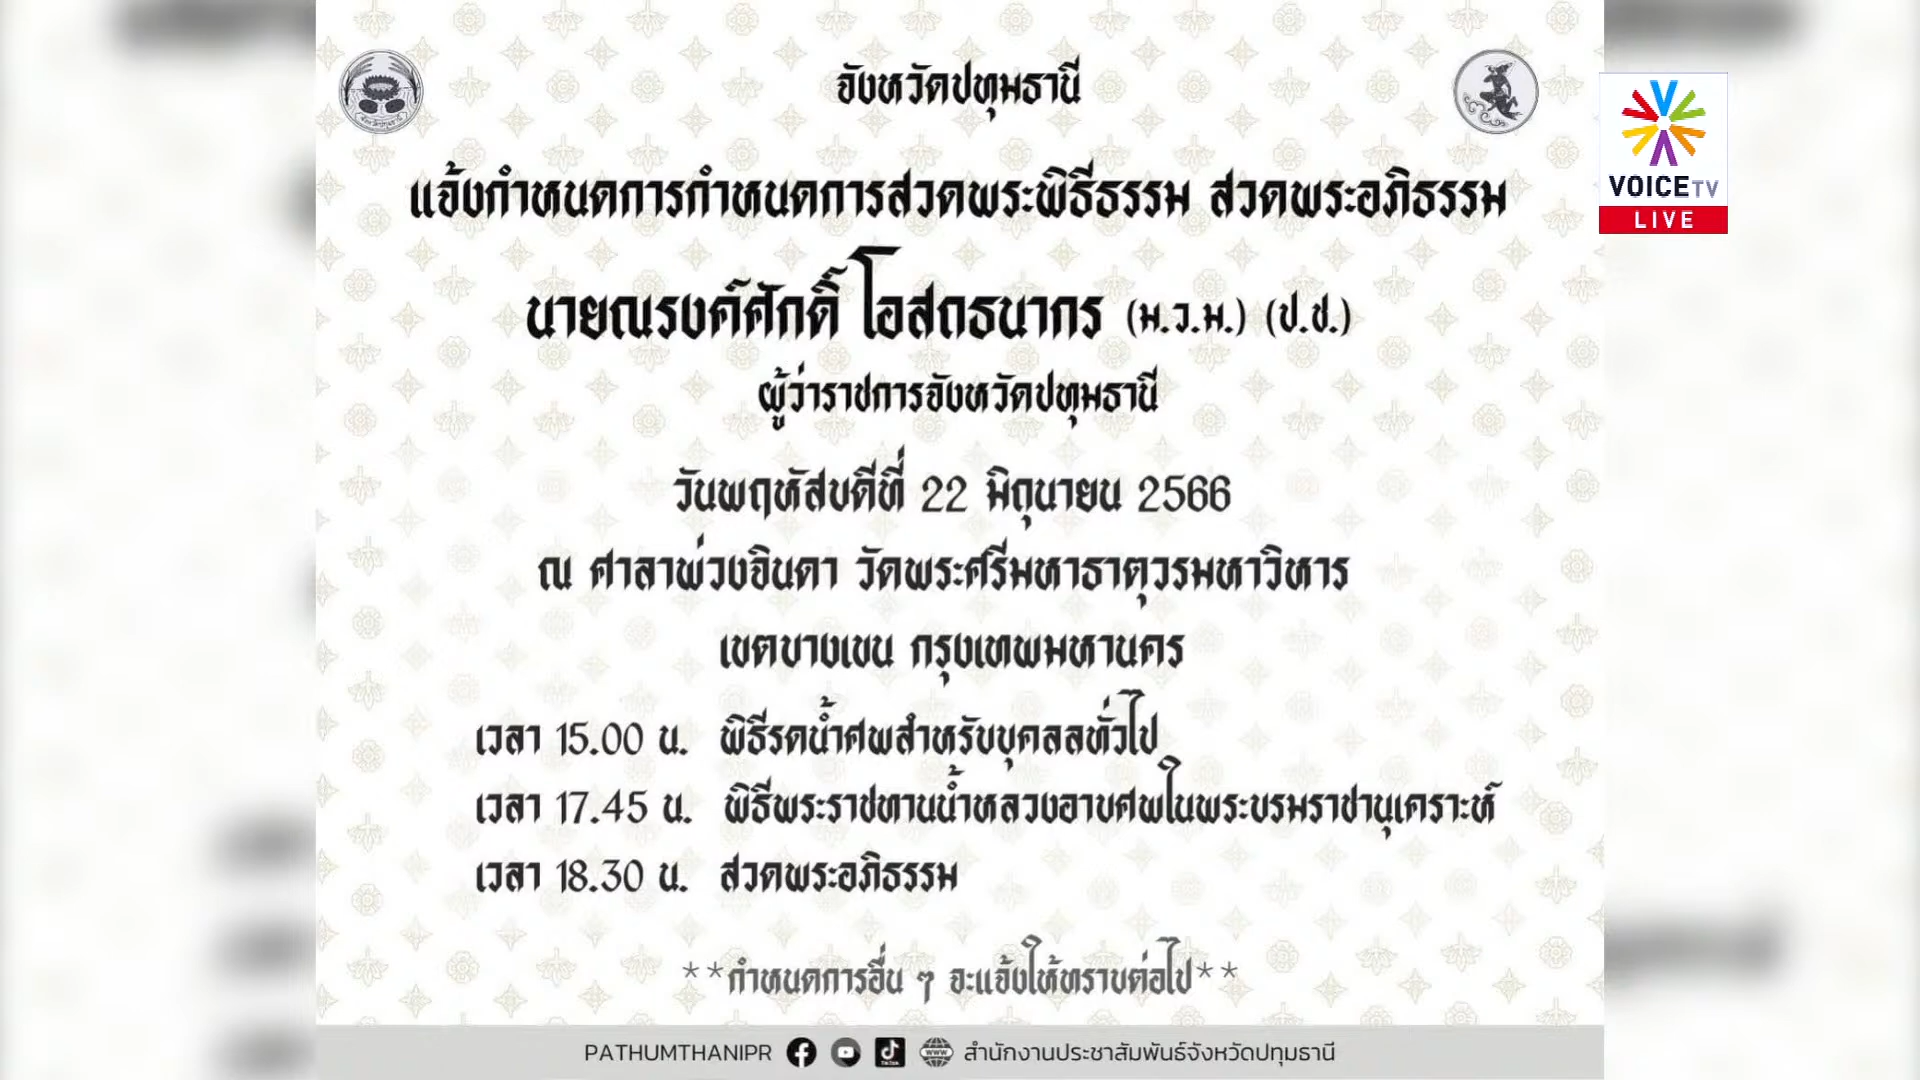 จังหวัดปทุมธานี
แจ้งกำหนดการกำหนดการสวดพระพิธีธรรม สวดพระอภิธรรม
นายณรงค์ศักดิ์ โอสถธนากร (ม.ว.ม.) (ป.ช.)
ผู้ว่าราชการจังหวัดปทุมธานี
วันพฤหัสบดีที่ 22 มิถุนายน 2566
ณ ศาลาพ่วงจินดา วัดพระศรีมหาธาตุวรมหาวิหาร
เขตบางเขน กรุงเทพมหานคร
เวลา 15.00 น. พิธีรดน้ำศพสำหรับบุคลลทั่วไป
เวลา 17.45 น. พิธีพระราชทานน้ำหลวงอาบศพในพระบรมราชานุเคราะห์
เวลา 18.30 น. สวดพระอภิธรรม
**กำหนดการอื่น ๆ จะแจ้งให้ทราบต่อไป**
PATHUMTHANIPR สำนักงานประชาสัมพันธ์จังหวัดปทุมธานี
VOICE TV
LIVE